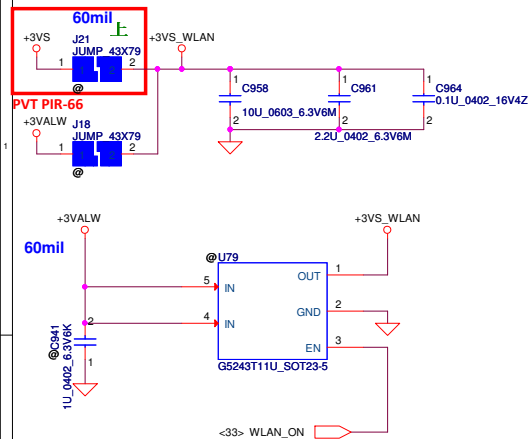 60mil
上
+3VS
J21
+3VS_WLAN
JUMP_43X79
1
2
@
PVT PIR-66
+3VALW
J18
JUMP_43X79
1
2
@
1
C958
2
10U_0603_6.3V6M
1
C961
2
2.2U_0402_6.3V6M
1
C964
0.1U_0402_16V4Z
2
1
+3VALW
60mil
+3VS_WLAN
@U79
5
IN
OUT
1
4
IN
GND
2
EN
3
G5243T11U_SOT23-5
2
@C941
1U_0402_6.3V6K
1
<33> WLAN_ON